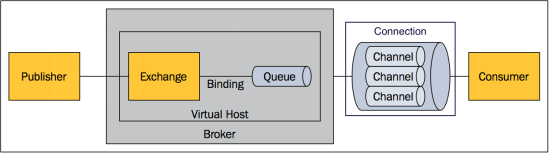 Publisher
Exchange
Binding
Queue
Virtual Host
Broker
Connection
Channel
Channel
Channel
Consumer